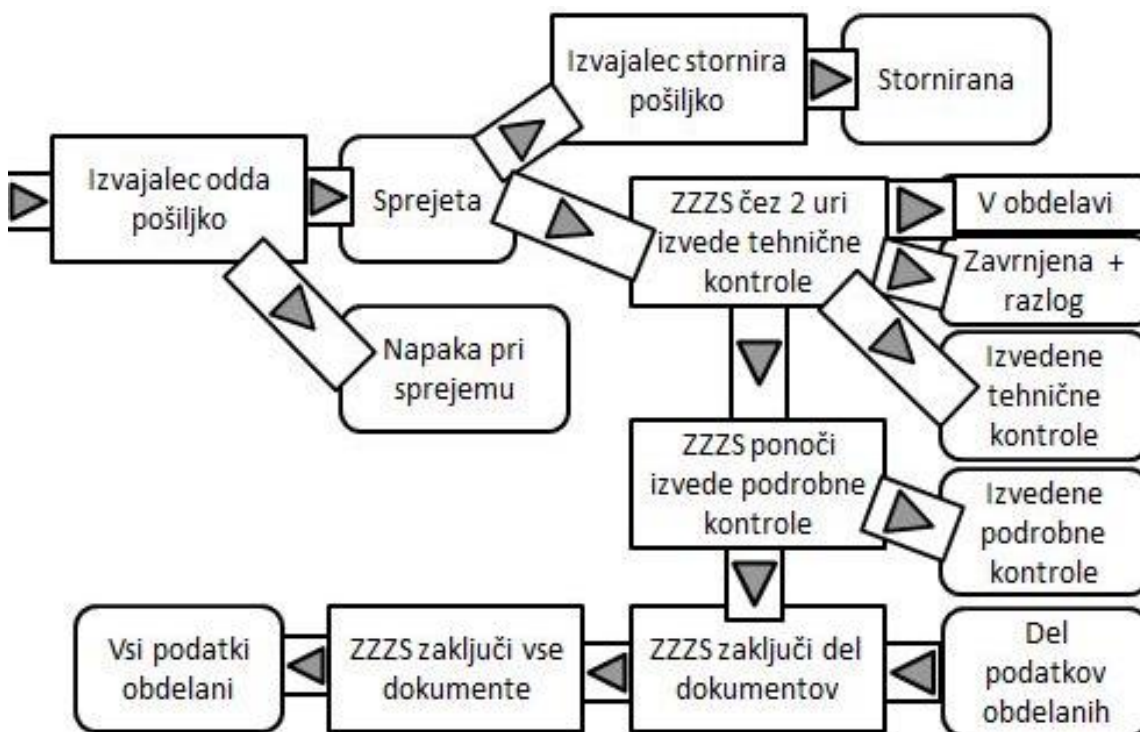 Izvajalec odda
pošiljko
Sprejeta
Izvajalec stornira
pošiljko
Stornirana
Napaka pri
sprejemu
ZZZS čez 2 uri
izvede tehnične
kontrole
V obdelavi
Zavrnjena +
razlog
Izvedene
tehnične
kontrole
ZZZS ponoči
izvede podrobne
kontrole
Izvedene
podrobne
kontrole
Del
podatkov
obdelanih
ZZZS zaključi del
dokumentov
ZZZS zaključi vse
dokumente
Vsi podatki
obdelani